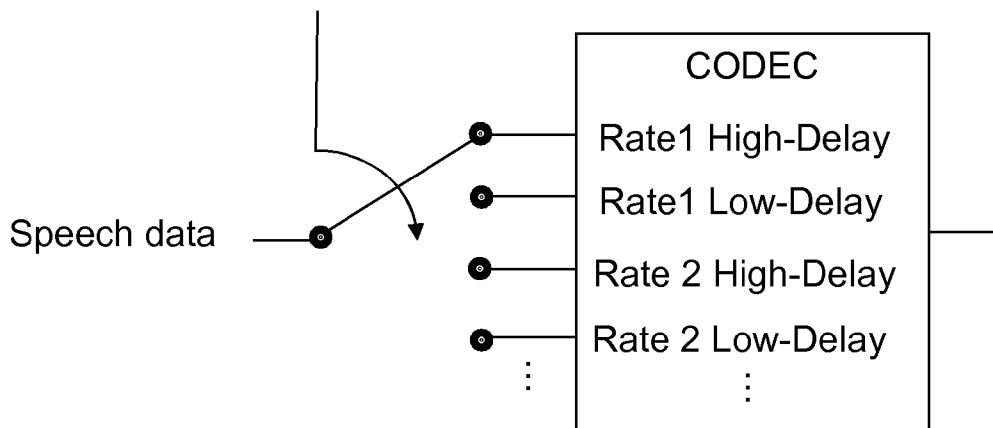 CODEC
Rate1 High-Delay
Rate1 Low-Delay
Speech data
Rate 2 High-Delay
Rate 2 Low-Delay